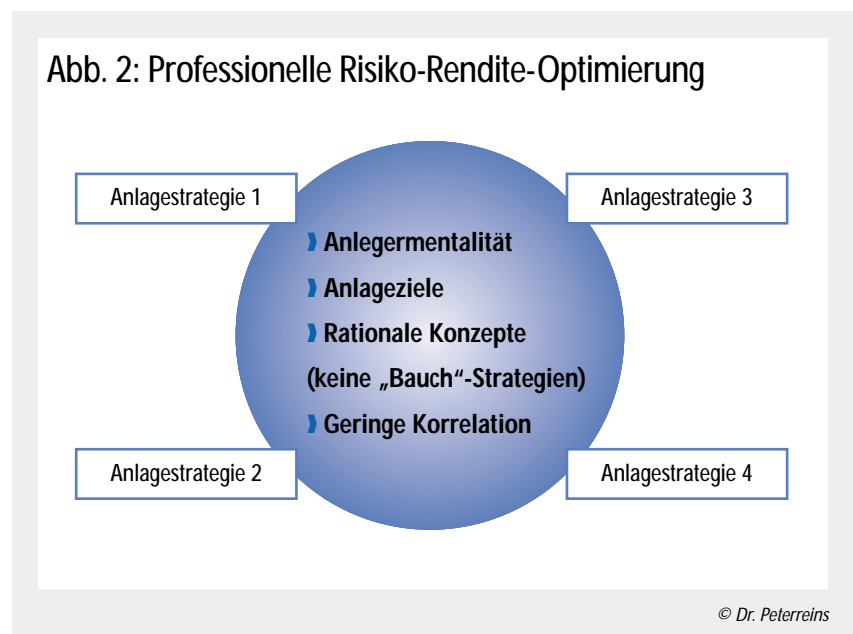 Abb. 2: Professionelle Risiko-Rendite-Optimierung
Anlagestrategie 1
Anlagestrategie 3
❱ Anlegermentalität
❱ Anlageziele
❱ Rationale Konzepte
(keine „Bauch“-Strategien)
❱ Geringe Korrelation
Anlagestrategie 2
Anlagestrategie 4
© Dr. Peterreins